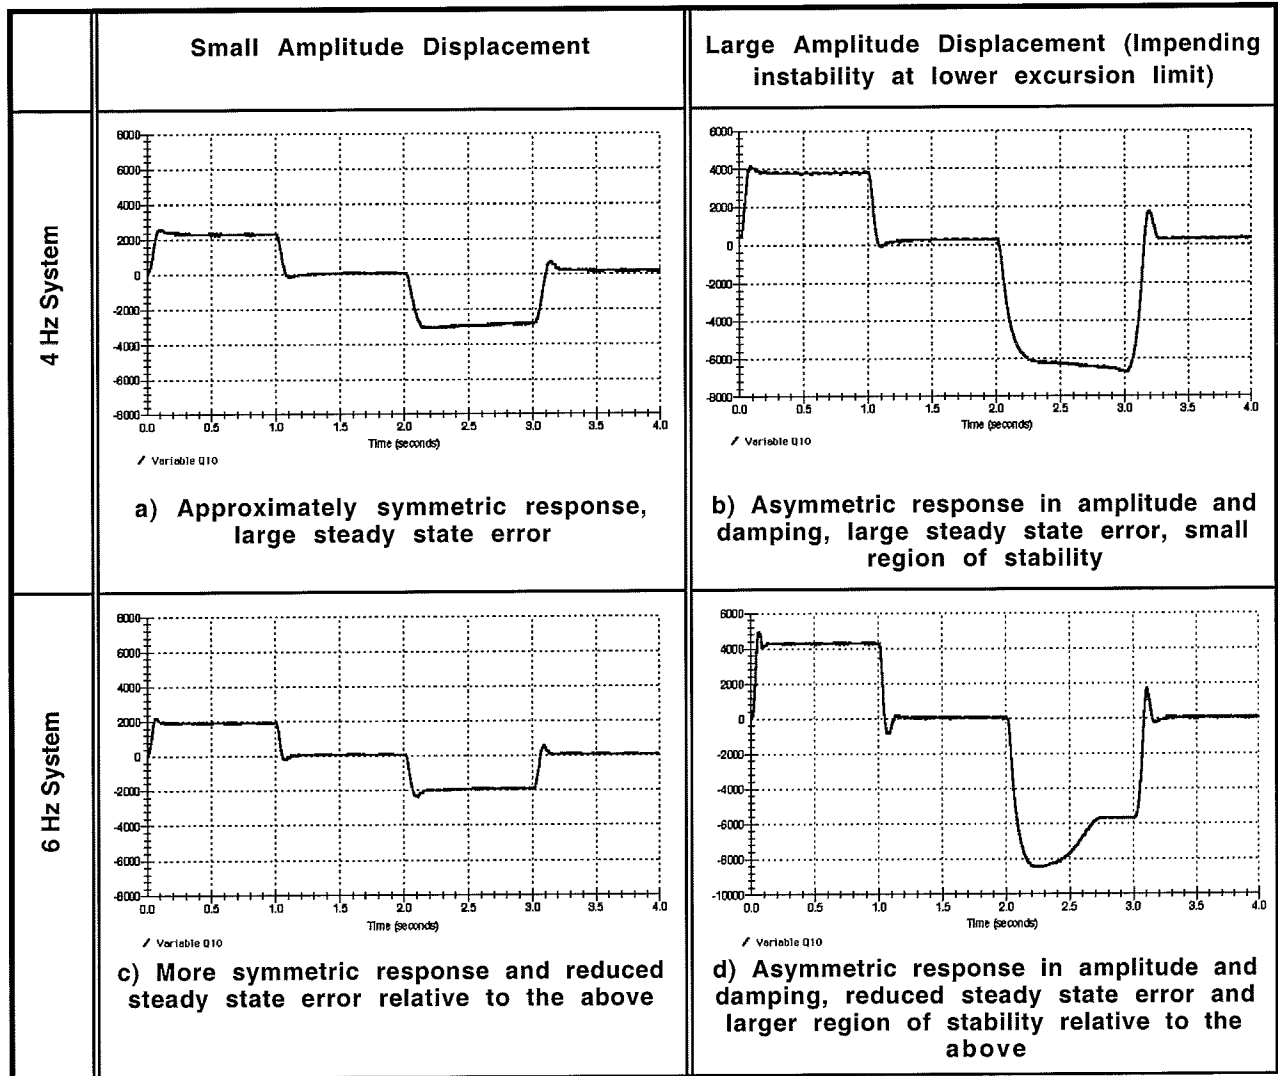 Small Amplitude Displacement
Large Amplitude Displacement (Impending
instability at lower excursion limit)
4 Hz System
8000
6000
4000
2000
0
-2000
-4000
-6000
-8000
0.0 0.5 1.0 1.5 2.0 2.5 3.0 3.5 4.0
Time (seconds)
Variable Q10
a) Approximately symmetric response,
large steady state error
6000
4000
2000
0
-2000
-4000
-6000
-8000
0.0 0.5 1.0 1.5 2.0 2.5 3.0 3.5 4.0
Time (seconds)
Variable Q10
b) Asymmetric response in amplitude and
damping, large steady state error, small
region of stability
6 Hz System
8000
6000
4000
2000
0
-2000
-4000
-6000
-8000
0.0 0.5 1.0 1.5 2.0 2.5 3.0 3.5 4.0
Time (seconds)
Variable Q10
c) More symmetric response and reduced
steady state error relative to the above
6000
4000
2000
0
-2000
-4000
-6000
-8000
-10000
0.0 0.5 1.0 1.5 2.0 2.5 3.0 3.5 4.0
Time (seconds)
Variable Q10
d) Asymmetric response in amplitude and
damping, reduced steady state error and
larger region of stability relative to the
above